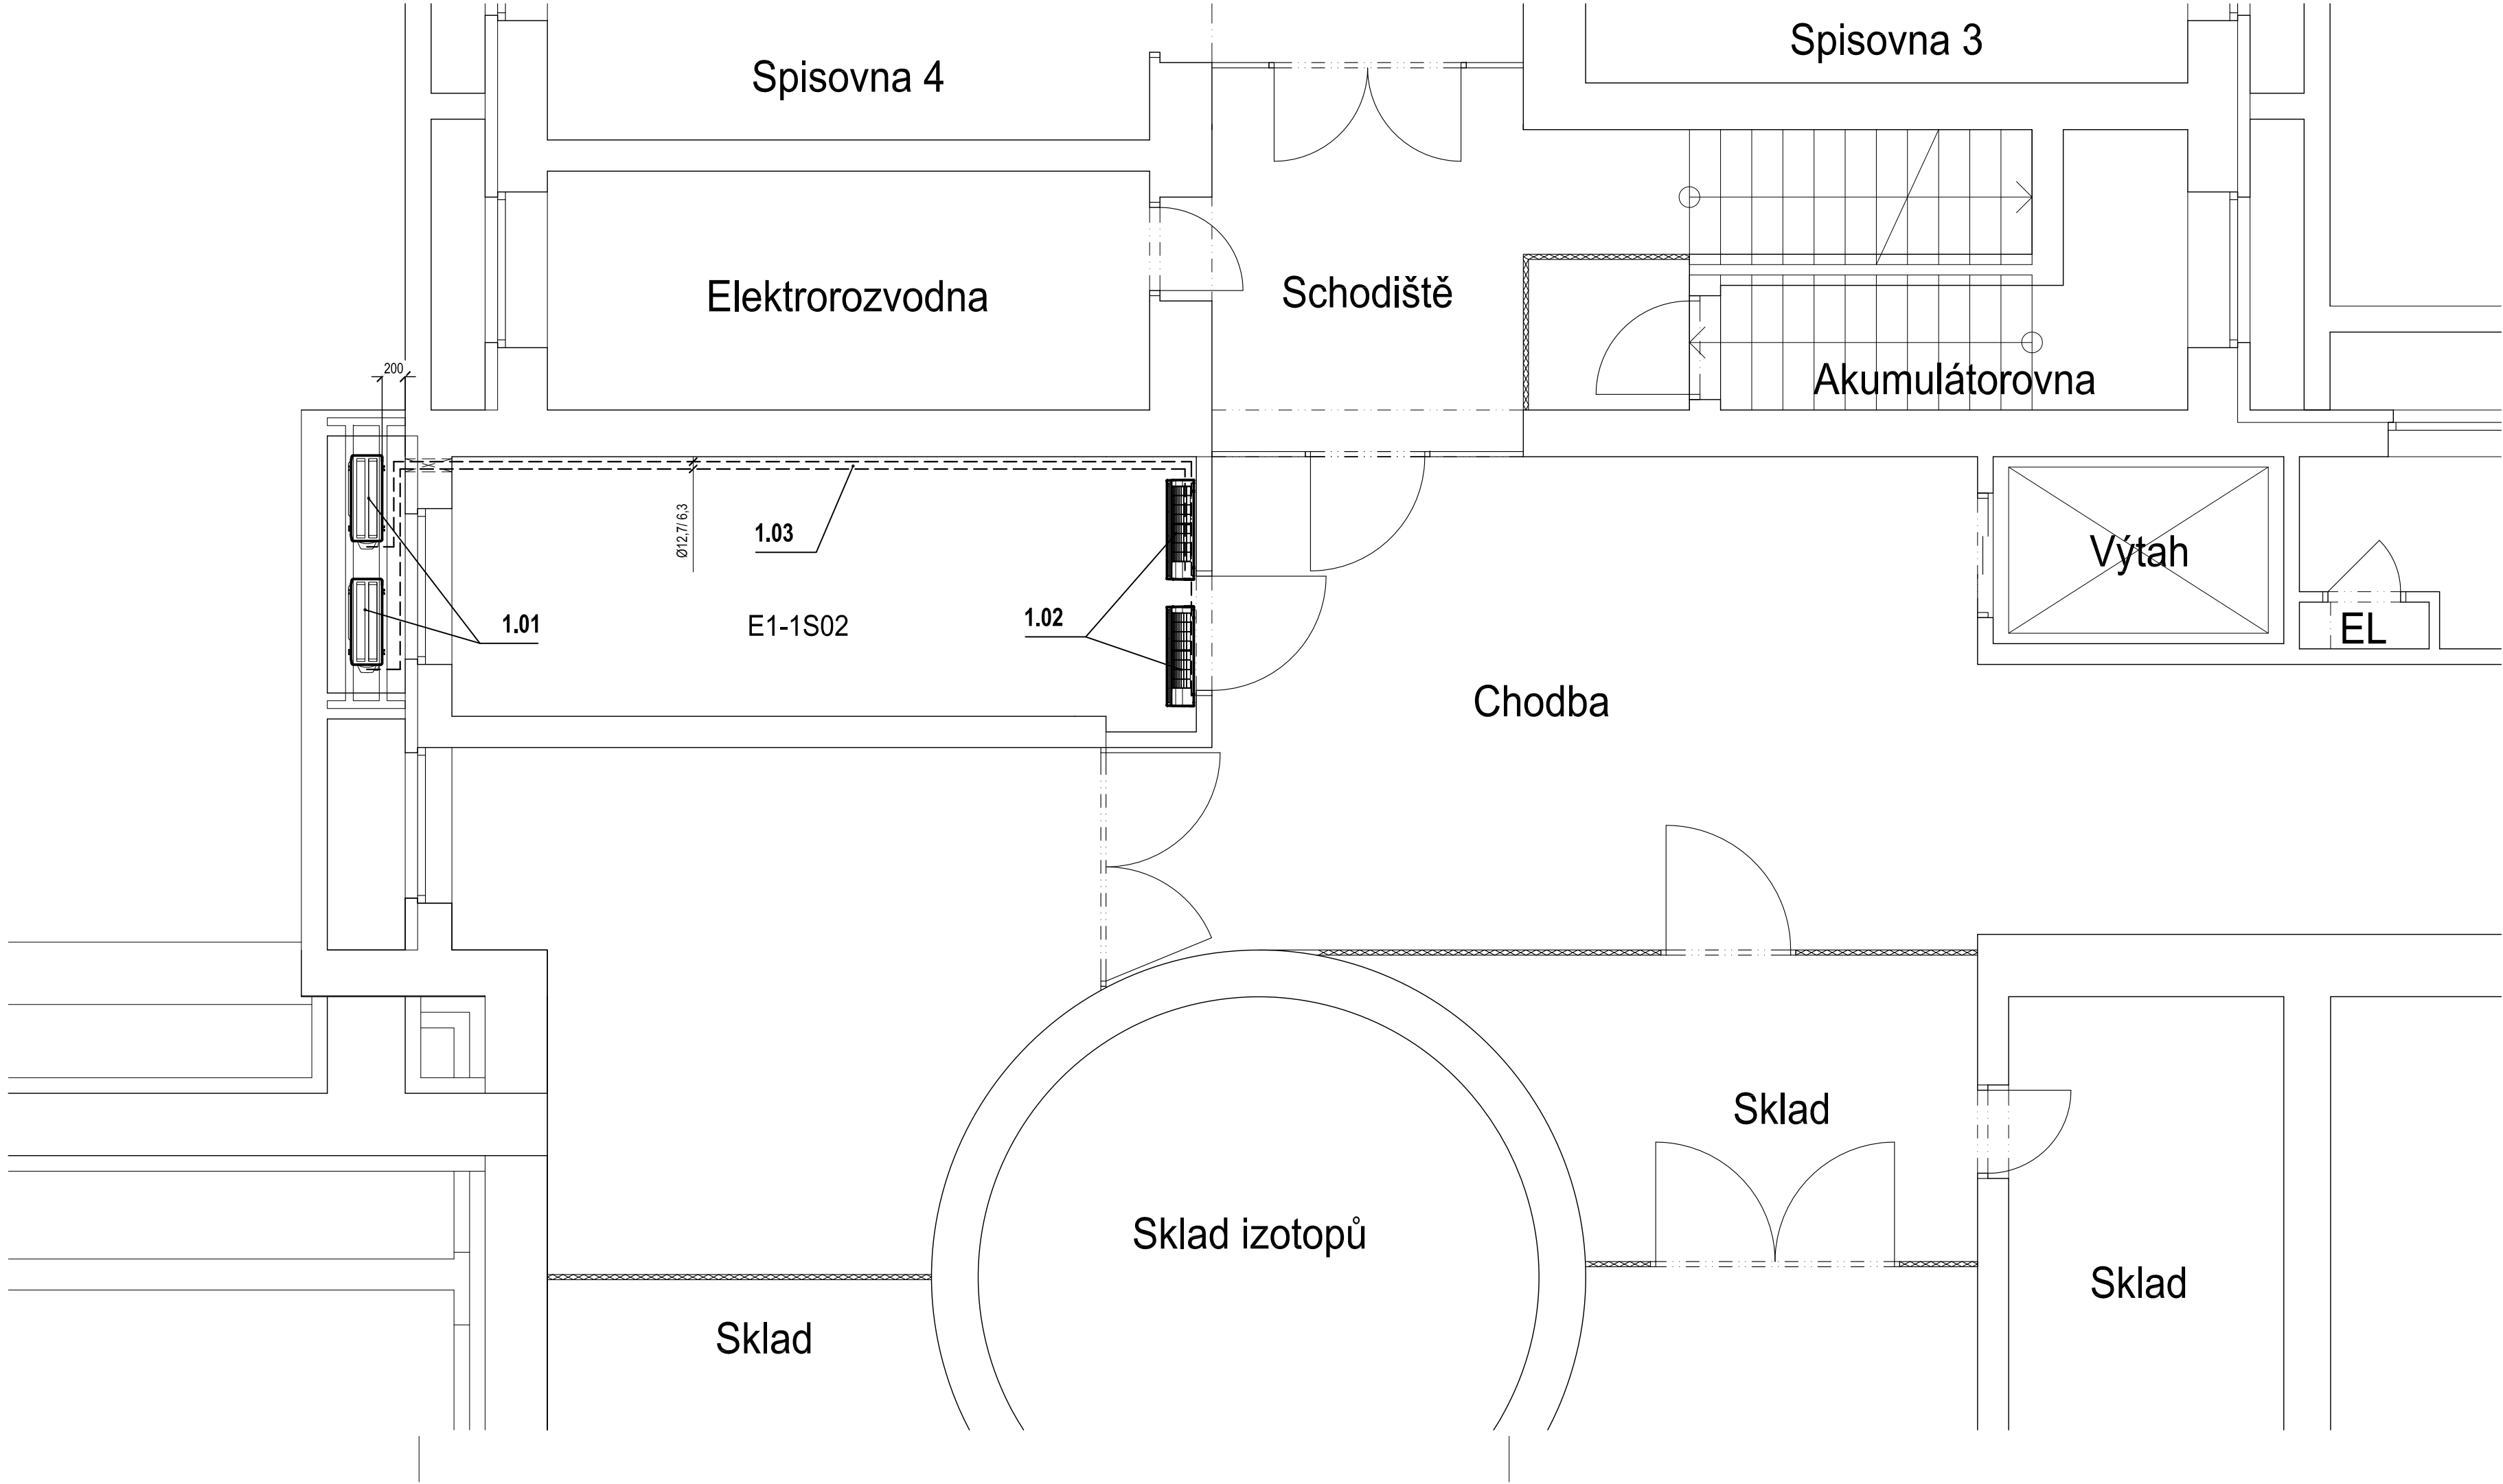 Spisovna 3
Spisovna 4
Elektrorozvodna
Schodiště
Akumulátorovna
200
Ø12,7/ 6,3
1.03
Výtah
1.01
E1-1S02
1.02
EL
Chodba
Sklad
Sklad izotopů
Sklad
Sklad